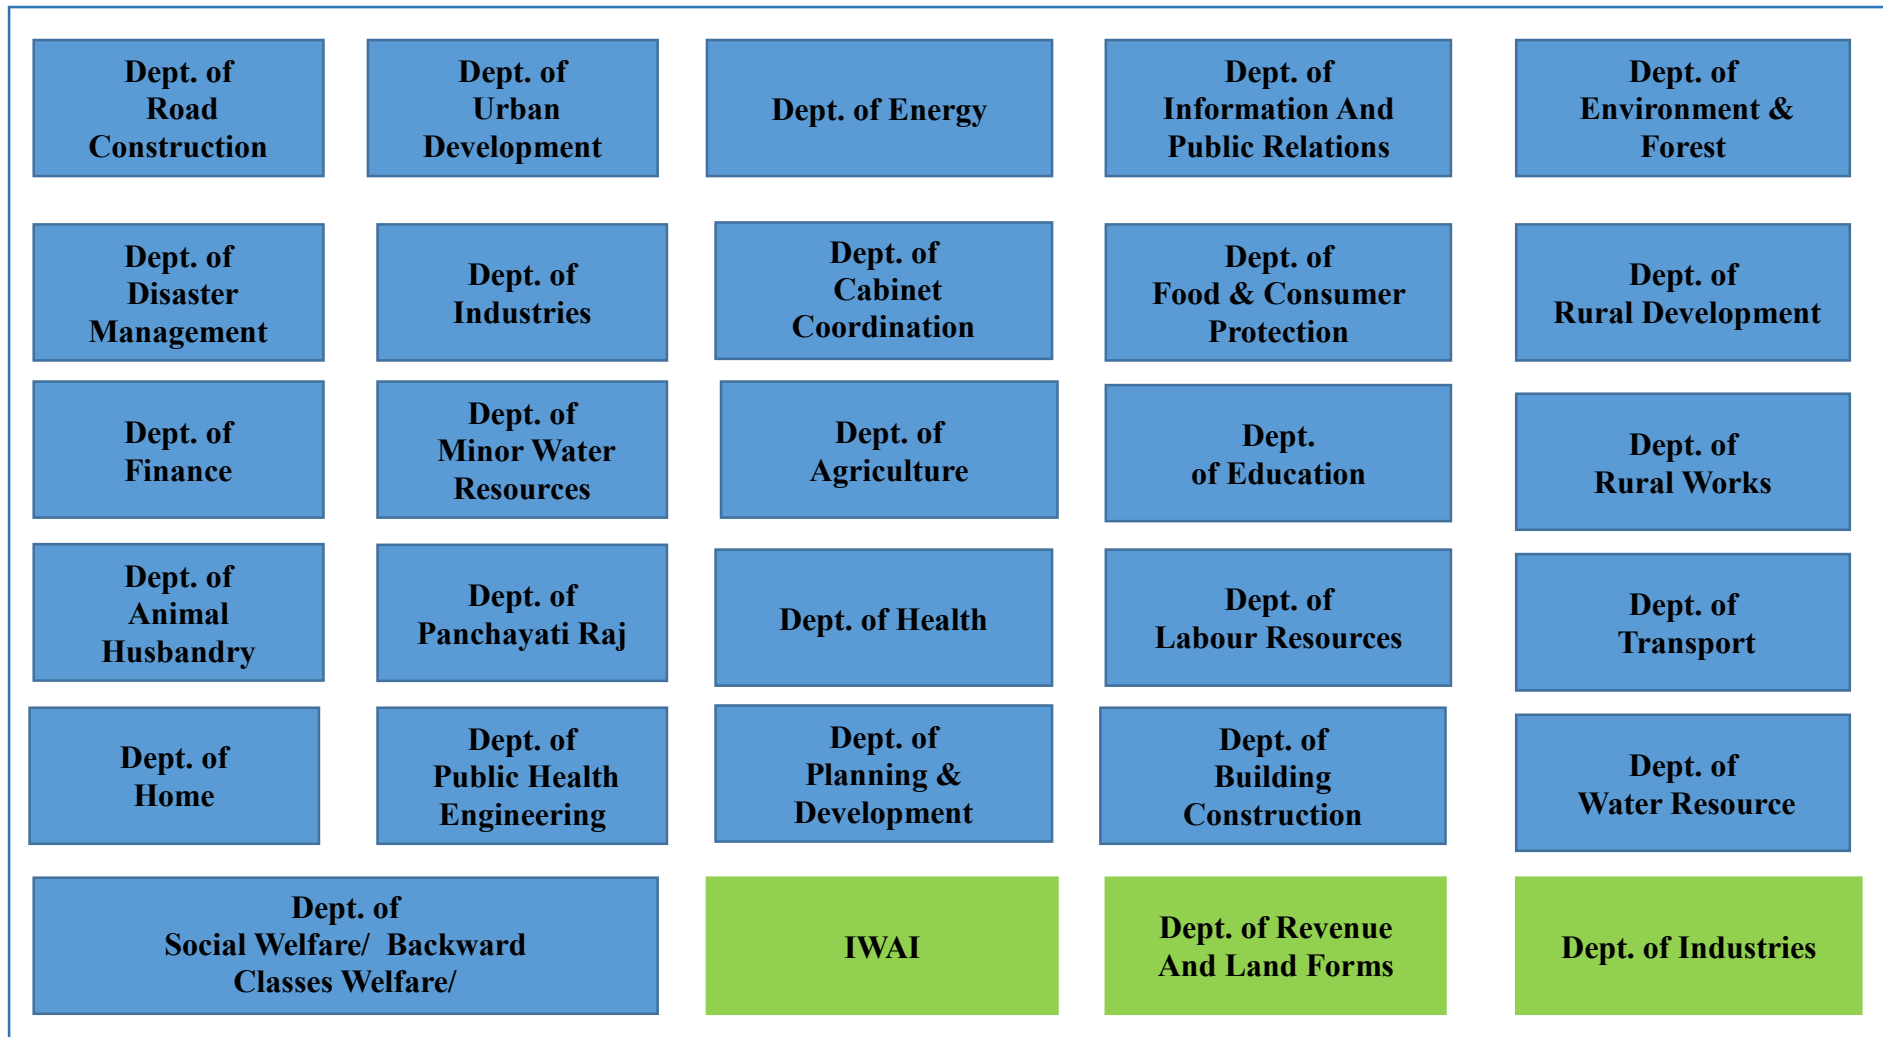 Dept. of
Road
Construction
Dept. of
Urban
Development
Dept. of Energy
Dept. of
Information And
Public Relations
Dept. of
Environment &
Forest
Dept. of
Disaster
Management
Dept. of
Industries
Dept. of
Cabinet
Coordination
Dept. of
Food & Consumer
Protection
Dept. of
Rural Development
Dept. of
Finance
Dept. of
Minor Water
Resources
Dept. of
Agriculture
Dept.
of Education
Dept. of
Rural Works
Dept. of
Animal
Husbandry
Dept. of
Panchayati Raj
Dept. of Health
Dept. of
Labour Resources
Dept. of
Transport
Dept. of
Home
Dept. of
Public Health
Engineering
Dept. of
Planning &
Development
Dept. of
Building
Construction
Dept. of
Water Resource
Dept. of
Social Welfare/ Backward
Classes Welfare/
IWAI
Dept. of Revenue
And Land Forms
Dept. of Industries